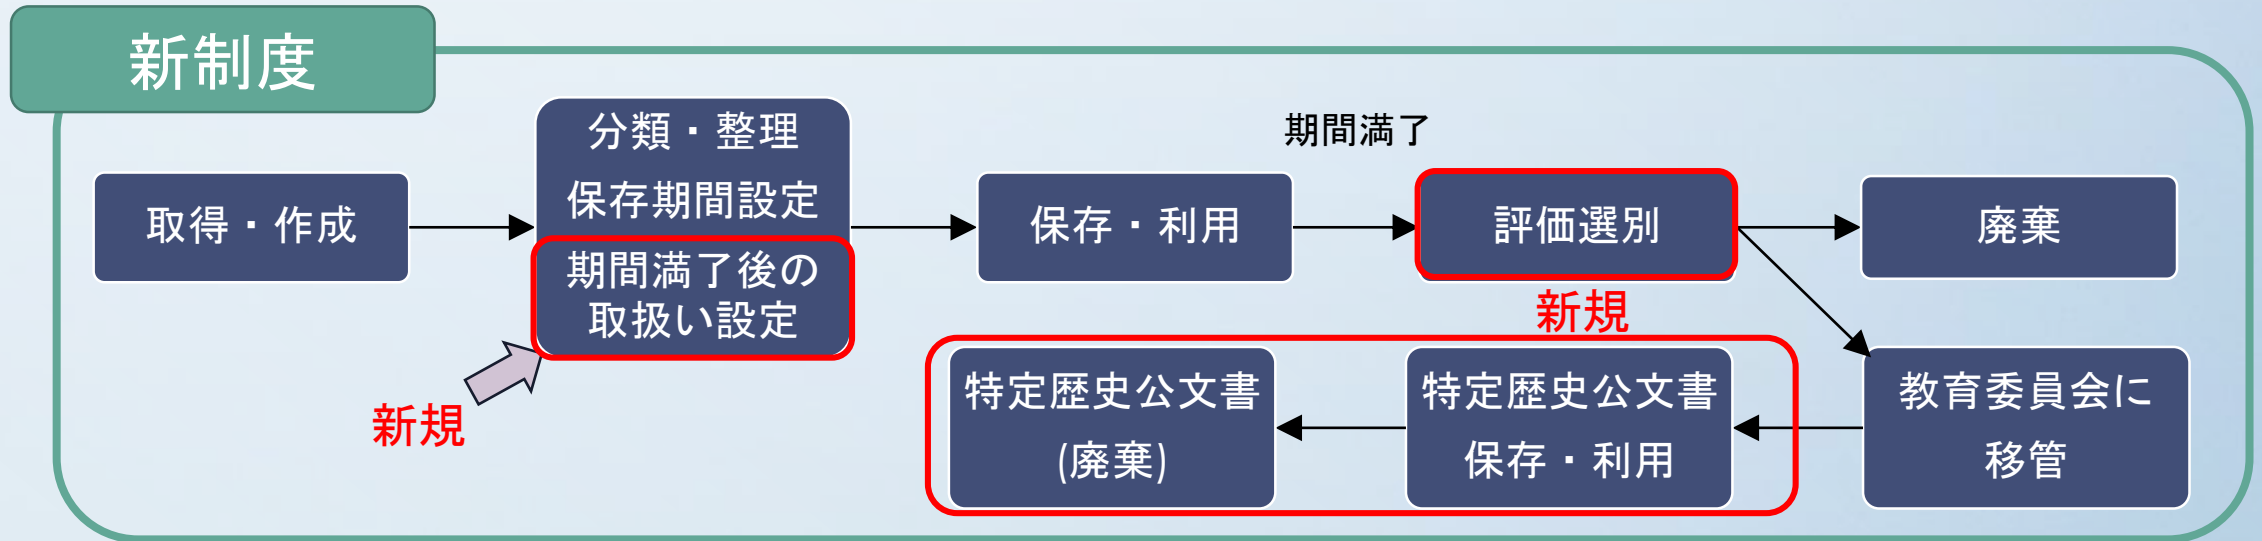 新制度
取得・作成
分類・整理
保存期間設定
期間満了後の
取扱い設定
新規
保存・利用
期間満了
評価選別
新規
廃棄
教育委員会に
移管
特定歴史公文書
保存・利用
特定歴史公文書
(廃棄)